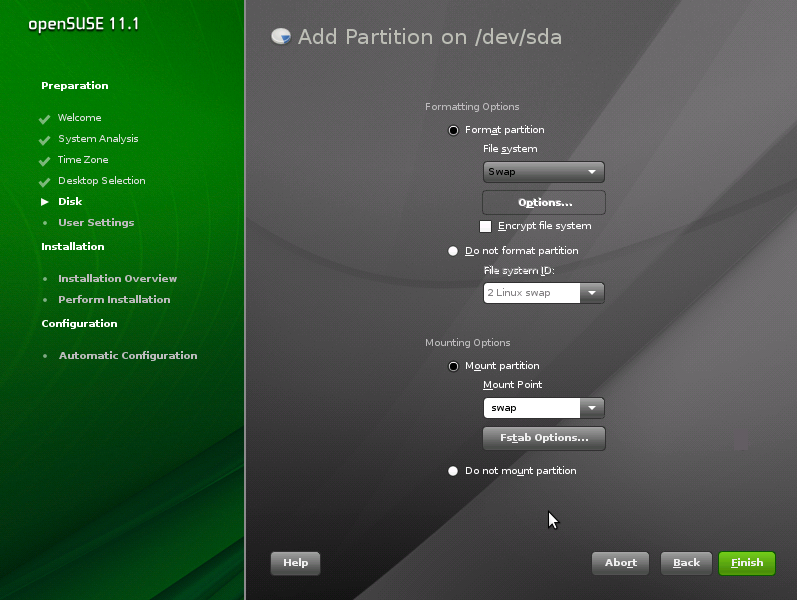 openSUSE 11.1
Preparation
Welcome
System Analysis
Time Zone
Desktop Selection
Disk
User Settings
Installation
Installation Overview
Perform Installation
Configuration
Automatic Configuration
Add Partition on /dev/sda
Formatting Options
Format partition
File system
Swap
Options...
Encrypt file system
Do not format partition
File system ID:
2 Linux swap
Mounting Options
Mount partition
Mount Point
swap
Fstab Options...
Do not mount partition
Help Abort Back Finish